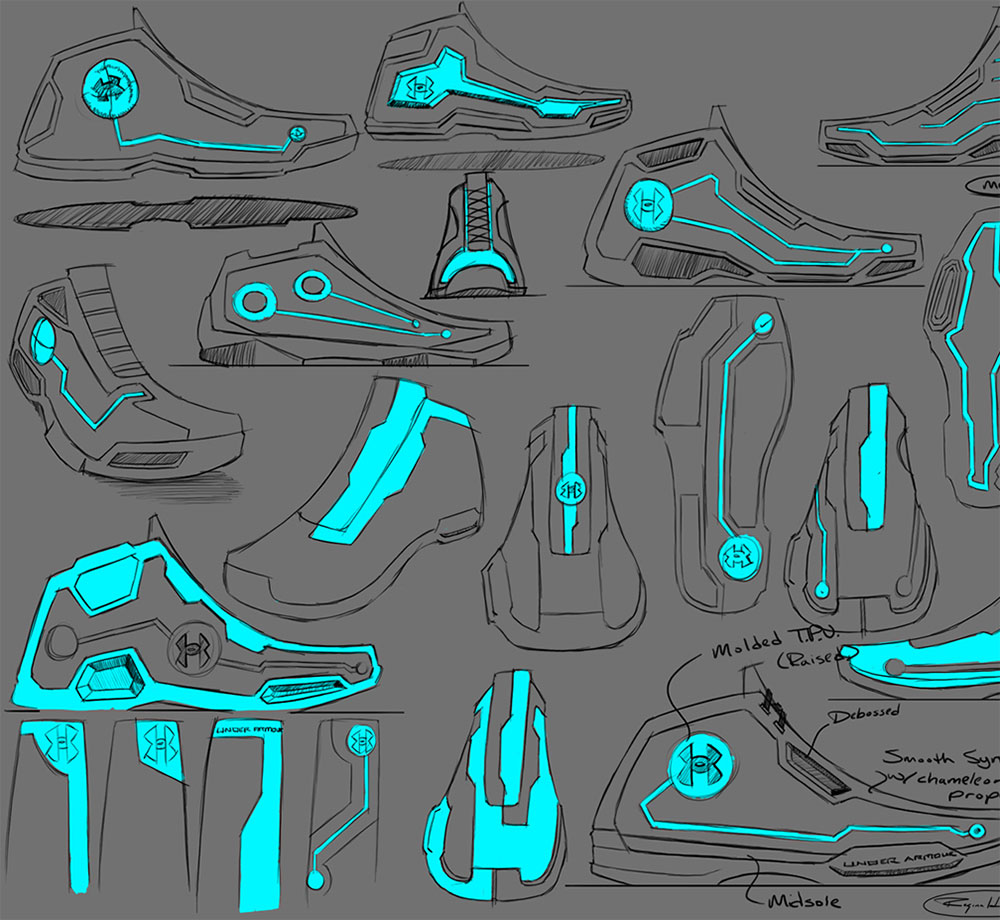 UNDER ARMOUR
Molded T.P.U.
(Raised)
Debossed
Smooth Syn
w/ chameleon
prop
UNDER ARMOUR
Midsole